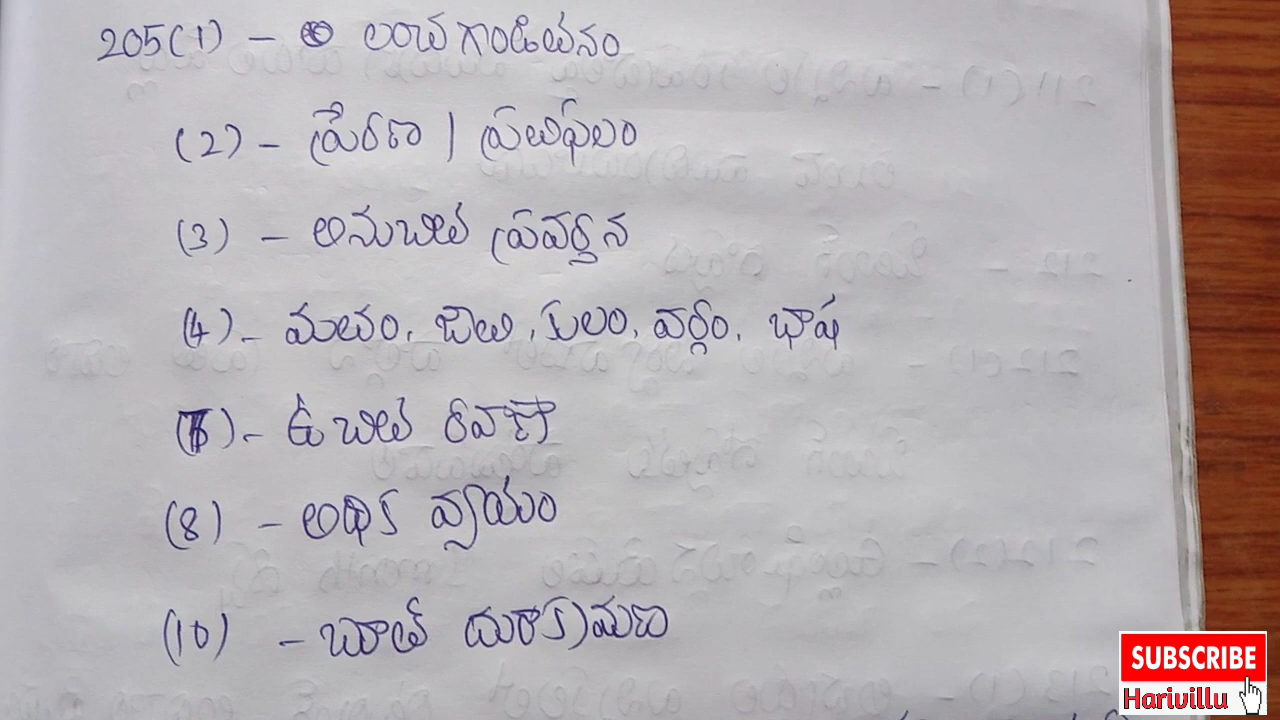 205(1) - లంచగొండితనం
(2) - ప్రేరణ / ప్రతిఫలం
(3) - అనుచిత ప్రవర్తన
(4) - మతం, జాతి, కులం, వర్గం, భాష
( ) - ఉచిత రవాణా
(8) - అధిక వ్యయం
(10) - బూత్ దురాక్రమణ
SUBSCRIBE
Harivillu